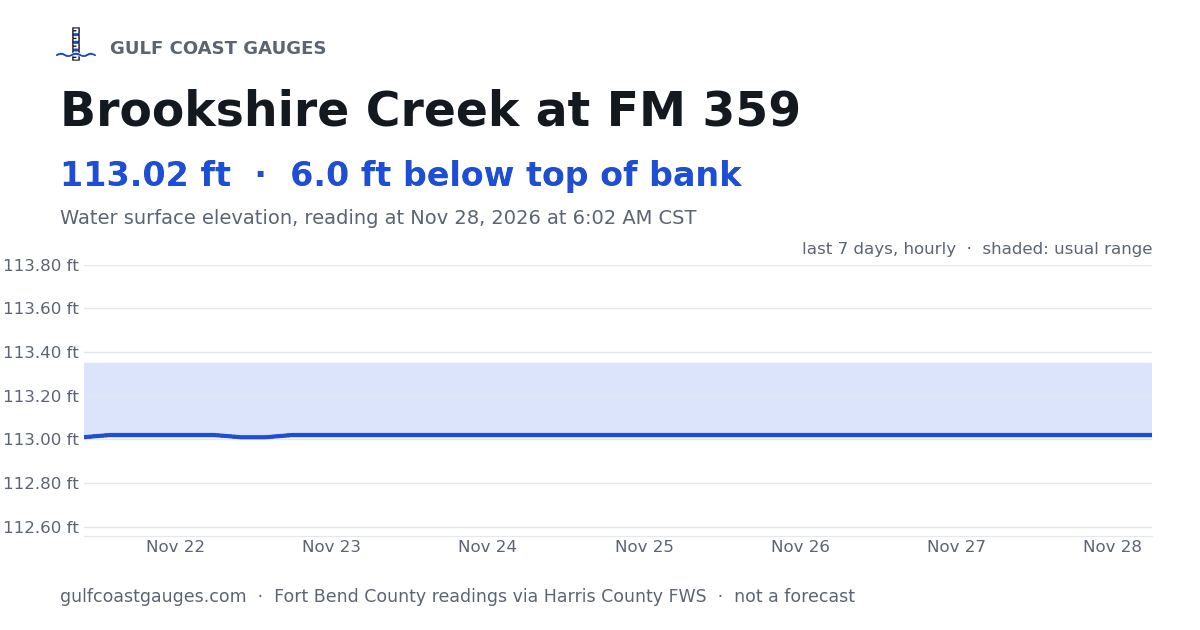 GULF COAST GAUGES
Brookshire Creek at FM 359
113.02 ft · 6.0 ft below top of bank
Water surface elevation, reading at Nov 28, 2026 at 6:02 AM CST
last 7 days, hourly · shaded: usual range
113.80 ft
113.60 ft
113.40 ft
113.20 ft
113.00 ft
112.80 ft
112.60 ft
Nov 22 Nov 23 Nov 24 Nov 25 Nov 26 Nov 27 Nov 28
gulfcoastgauges.com · Fort Bend County readings via Harris County FWS · not a forecast